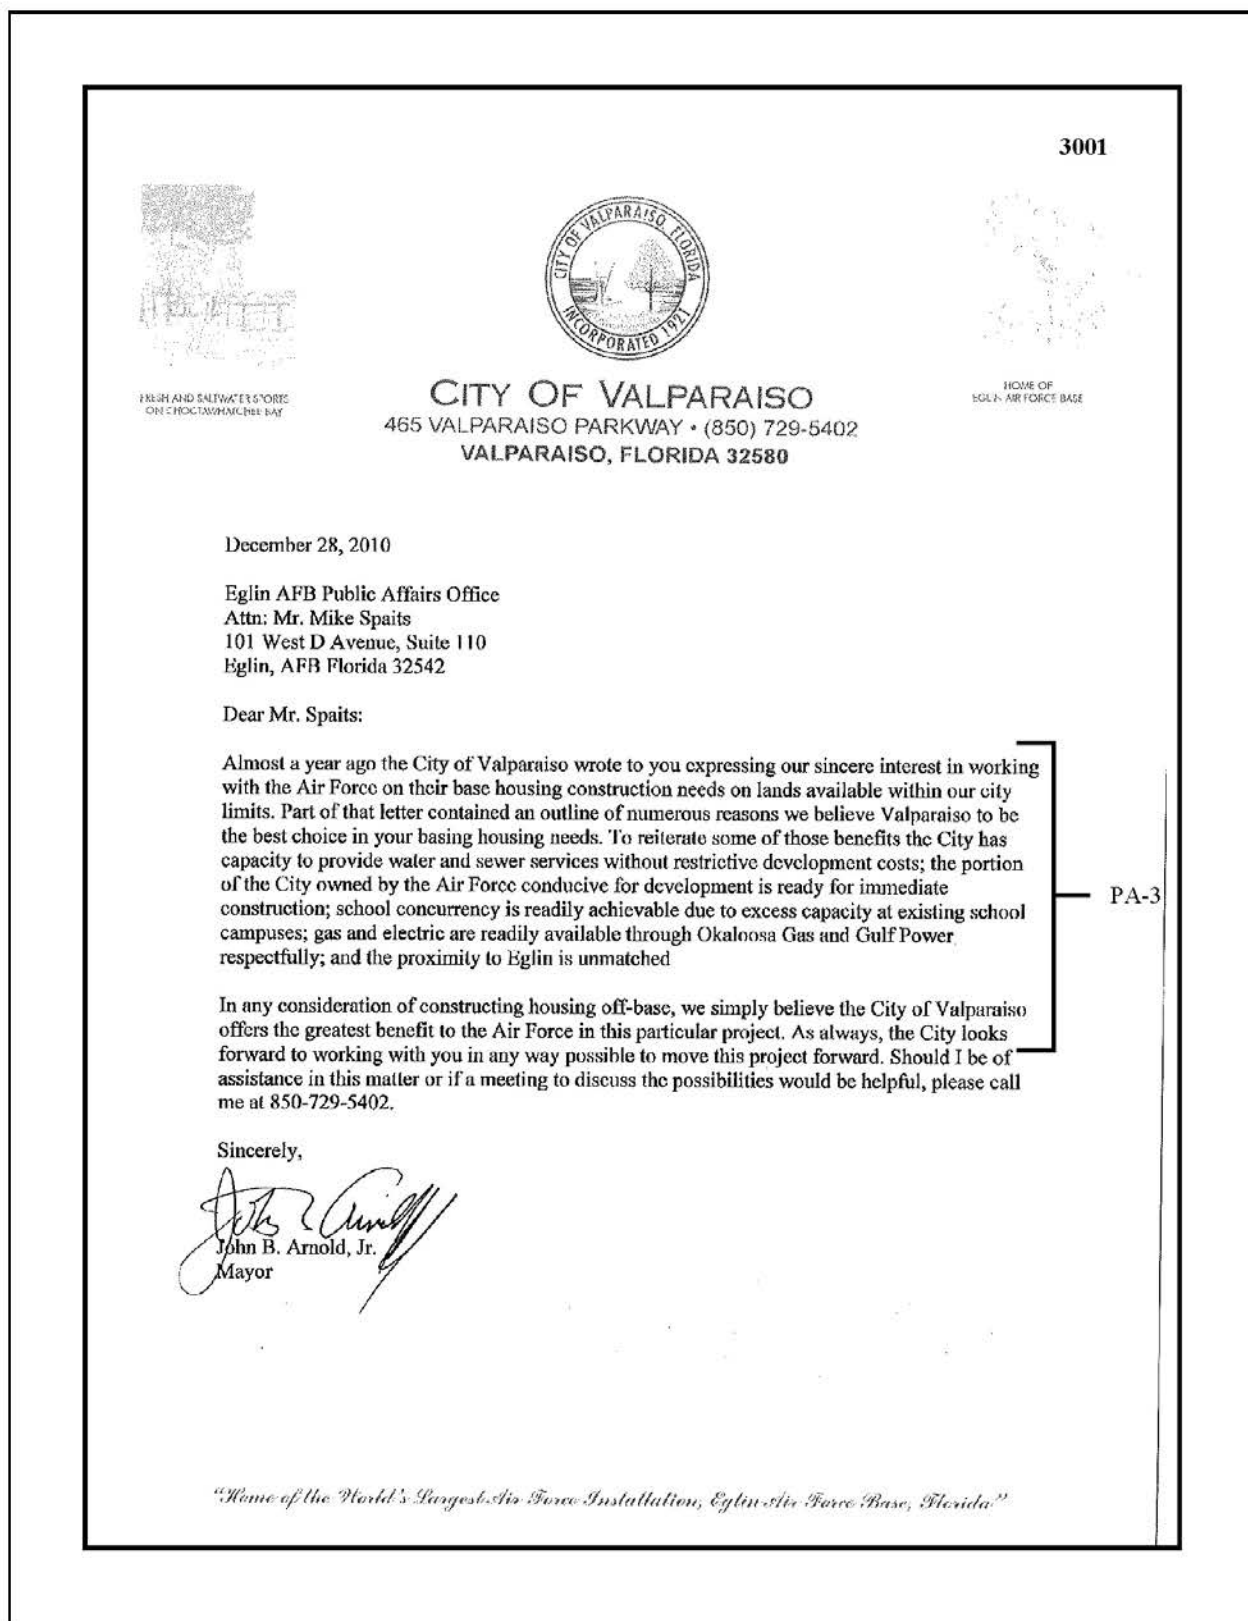 3001
CITY OF VALPARAISO, FLORIDA
INCORPORATED 1921
FRESH AND SALTWATER SPORTS
ON CHOCTAWHATCHEE BAY
HOME OF
EGLIN AIR FORCE BASE
CITY OF VALPARAISO
465 VALPARAISO PARKWAY • (850) 729-5402
VALPARAISO, FLORIDA 32580
December 28, 2010
Eglin AFB Public Affairs Office
Attn: Mr. Mike Spaits
101 West D Avenue, Suite 110
Eglin, AFB Florida 32542
Dear Mr. Spaits:
Almost a year ago the City of Valparaiso wrote to you expressing our sincere interest in working
with the Air Force on their base housing construction needs on lands available within our city
limits. Part of that letter contained an outline of numerous reasons we believe Valparaiso to be
the best choice in your basing housing needs. To reiterate some of those benefits the City has
capacity to provide water and sewer services without restrictive development costs; the portion
of the City owned by the Air Force conducive for development is ready for immediate
construction; school concurrency is readily achievable due to excess capacity at existing school
campuses; gas and electric are readily available through Okaloosa Gas and Gulf Power
respectfully; and the proximity to Eglin is unmatched
PA-3
In any consideration of constructing housing off-base, we simply believe the City of Valparaiso
offers the greatest benefit to the Air Force in this particular project. As always, the City looks
forward to working with you in any way possible to move this project forward. Should I be of
assistance in this matter or if a meeting to discuss the possibilities would be helpful, please call
me at 850-729-5402.
Sincerely,
John B. Arnold, Jr.
Mayor
"Home of the World's Largest Air Force Installation, Eglin Air Force Base, Florida"